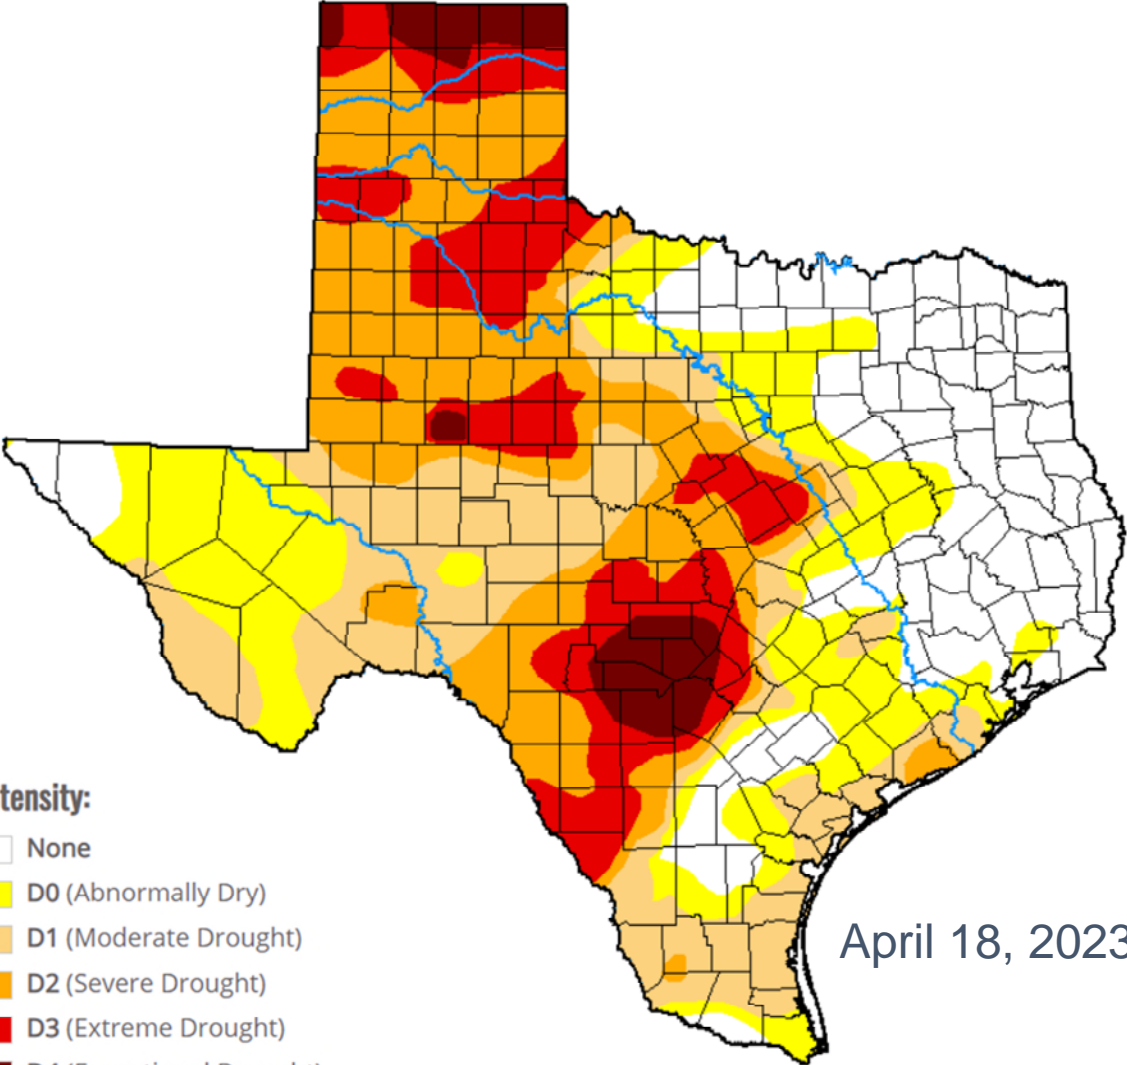 tensity:
None
D0 (Abnormally Dry)
D1 (Moderate Drought)
D2 (Severe Drought)
D3 (Extreme Drought)
April 18, 2023